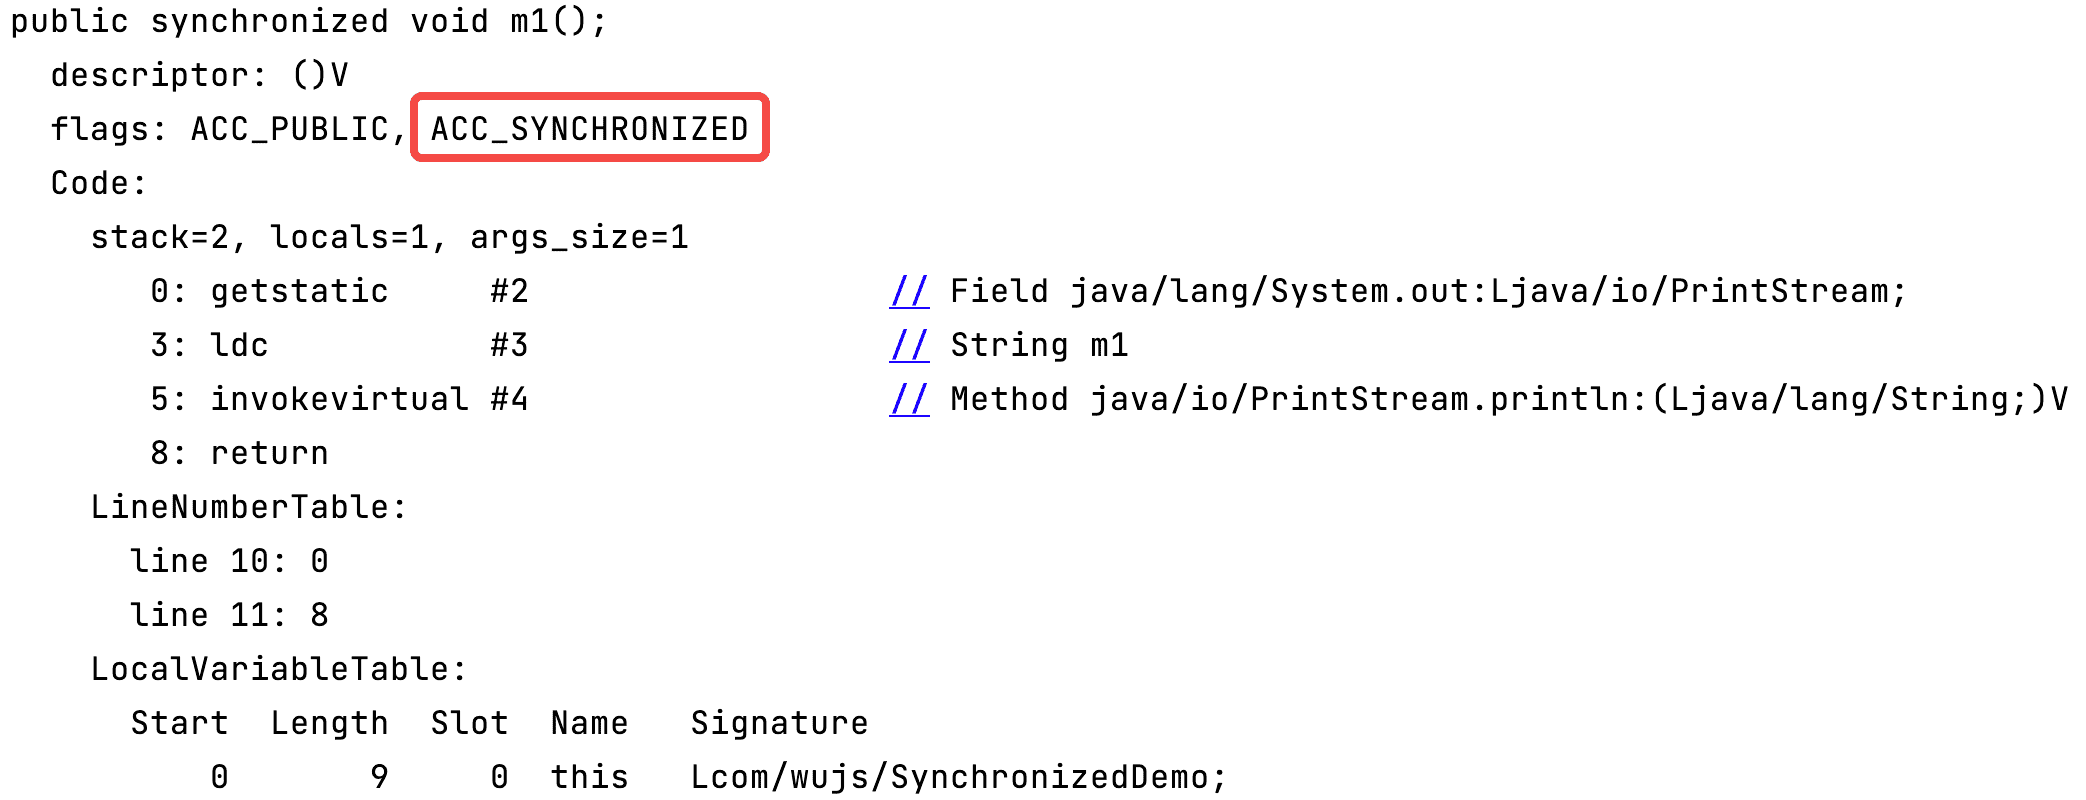 public synchronized void m1();
  descriptor: ()V
  flags: ACC_PUBLIC, ACC_SYNCHRONIZED
  Code:
    stack=2, locals=1, args_size=1
       0: getstatic     #2                  // Field java/lang/System.out:Ljava/io/PrintStream;
       3: ldc           #3                  // String m1
       5: invokevirtual #4                  // Method java/io/PrintStream.println:(Ljava/lang/String;)V
       8: return
    LineNumberTable:
      line 10: 0
      line 11: 8
    LocalVariableTable:
      Start  Length  Slot  Name   Signature
          0       9     0  this   Lcom/wujs/SynchronizedDemo;